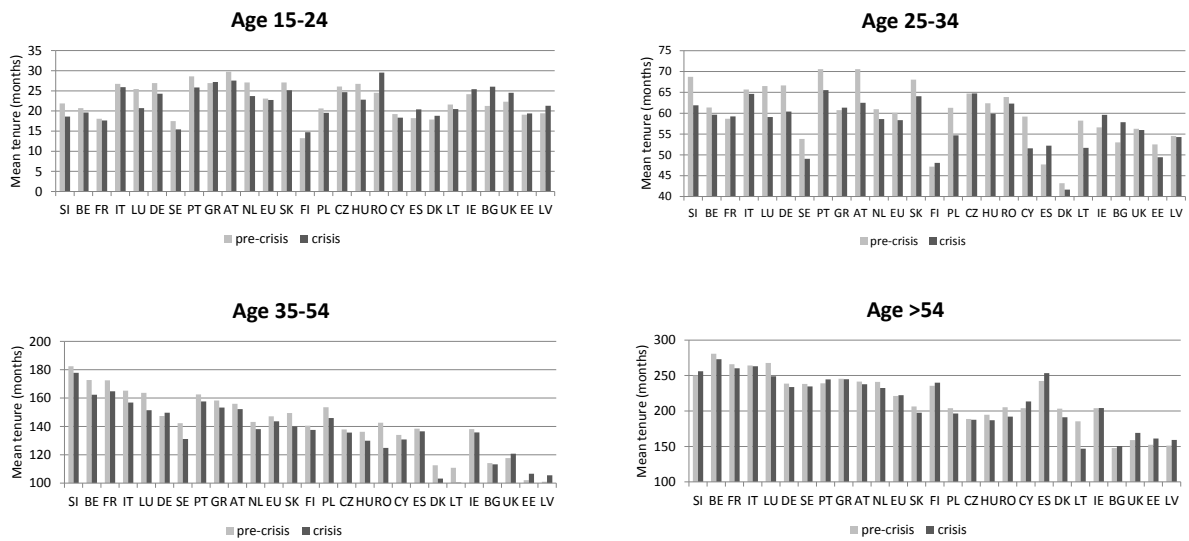 Age 15-24
Mean tenure (months)
35
30
25
20
15
10
5
0
SI BE FR IT LU DE SE PT GR AT NL EU SK FI PL CZ HU RO CY ES DK LT IE BG UK EE LV
pre-crisis crisis
Age 25-34
Mean tenure (months)
75
70
65
60
55
50
45
40
SI BE FR IT LU DE SE PT GR AT NL EU SK FI PL CZ HU RO CY ES DK LT IE BG UK EE LV
pre-crisis crisis
Age 35-54
Mean tenure (months)
200
180
160
140
120
100
SI BE FR IT LU DE SE PT GR AT NL EU SK FI PL CZ HU RO CY ES DK LT IE BG UK EE LV
pre-crisis crisis
Age >54
Mean tenure (months)
300
250
200
150
100
SI BE FR IT LU DE SE PT GR AT NL EU SK FI PL CZ HU RO CY ES DK LT IE BG UK EE LV
pre-crisis crisis